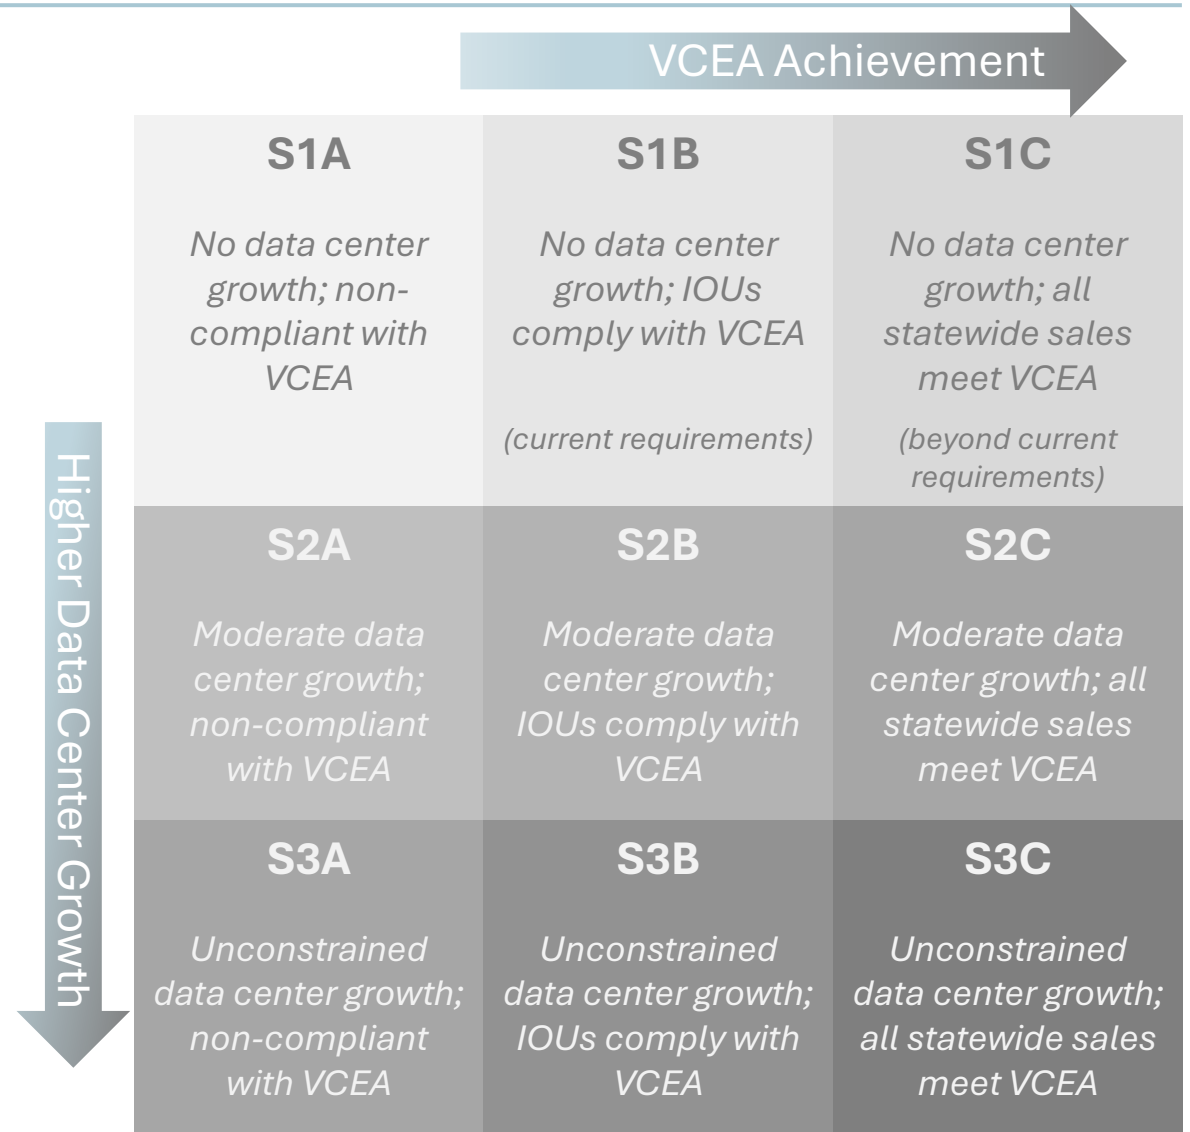 VCEA Achievement
S1A
No data center
growth; non-
compliant with
VCEA
S1B
No data center
growth; IOUs
comply with VCEA
(current requirements)
S1C
No data center
growth; all
statewide sales
meet VCEA
(beyond current
requirements)
Higher Data Center Growth
S2A
Moderate data
center growth;
non-compliant
with VCEA
S2B
Moderate data
center growth;
IOUs comply with
VCEA
S2C
Moderate data
center growth; all
statewide sales
meet VCEA
S3A
Unconstrained
data center growth;
non-compliant
with VCEA
S3B
Unconstrained
data center growth;
IOUs comply with
VCEA
S3C
Unconstrained
data center growth;
all statewide sales
meet VCEA